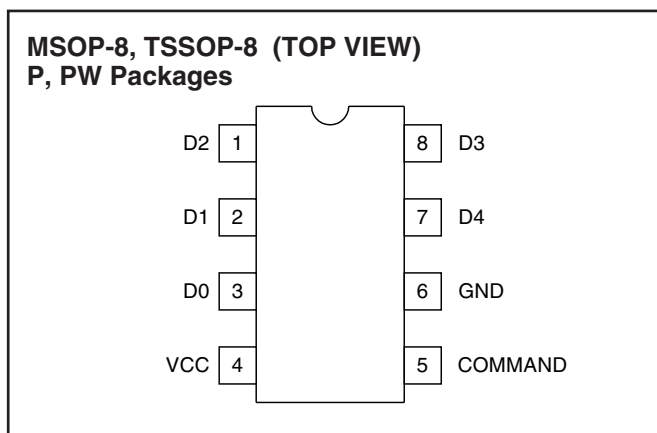 MSOP-8, TSSOP-8 (TOP VIEW)
P, PW Packages
D2 1 8 D3
D1 2 7 D4
D0 3 6 GND
VCC 4 5 COMMAND